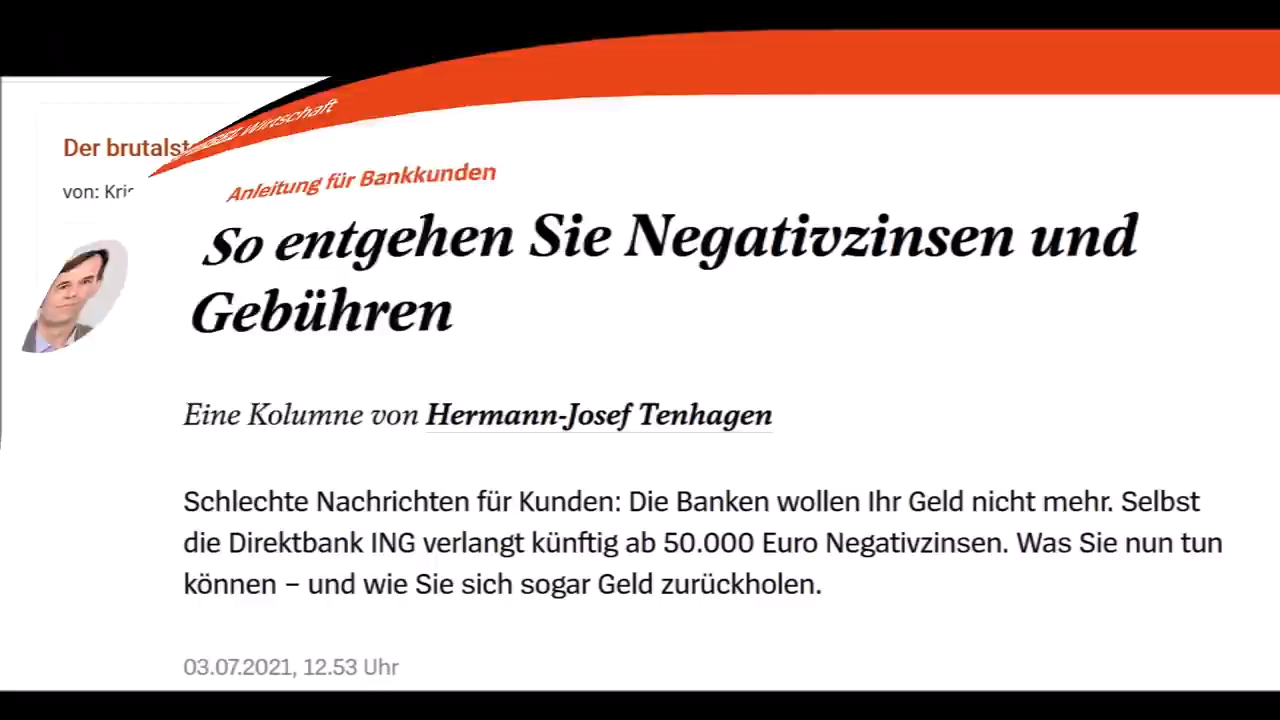 Wirtschaft
Der brutalst
von: Kris
Anleitung für Bankkunden
So entgehen Sie Negativzinsen und
Gebühren
Eine Kolumne von Hermann-Josef Tenhagen
Schlechte Nachrichten für Kunden: Die Banken wollen Ihr Geld nicht mehr. Selbst
die Direktbank ING verlangt künftig ab 50.000 Euro Negativzinsen. Was Sie nun tun
können – und wie Sie sich sogar Geld zurückholen.
03.07.2021, 12.53 Uhr